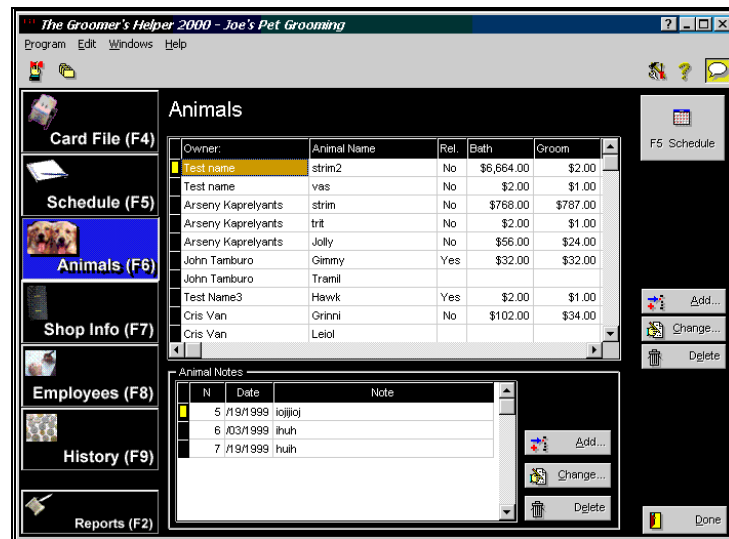 The Groomer's Helper 2000 - Joe's Pet Grooming
Program Edit Windows Help
Card File (F4)
Schedule (F5)
Animals (F6)
Shop Info (F7)
Employees (F8)
History (F9)
Reports (F2)
Animals
Owner: Animal Name Rel. Bath Groom
Test name strim2 No $6,664.00 $2.00
Test name vas No $2.00 $1.00
Arseny Kaprelyants strim No $768.00 $787.00
Arseny Kaprelyants trit No $2.00 $1.00
Arseny Kaprelyants Jolly No $56.00 $24.00
John Tamburo Gimmy Yes $32.00 $32.00
John Tamburo Tramil
Test Name3 Hawk Yes $2.00 $1.00
Cris Van Grinni No $102.00 $34.00
Cris Van Leiol
Animal Notes
N Date Note
5 /19/1999 iojijioj
6 /03/1999 ihuh
7 /19/1999 huih
Add...
Change...
Delete
F5 Schedule
Add...
Change...
Delete
Done